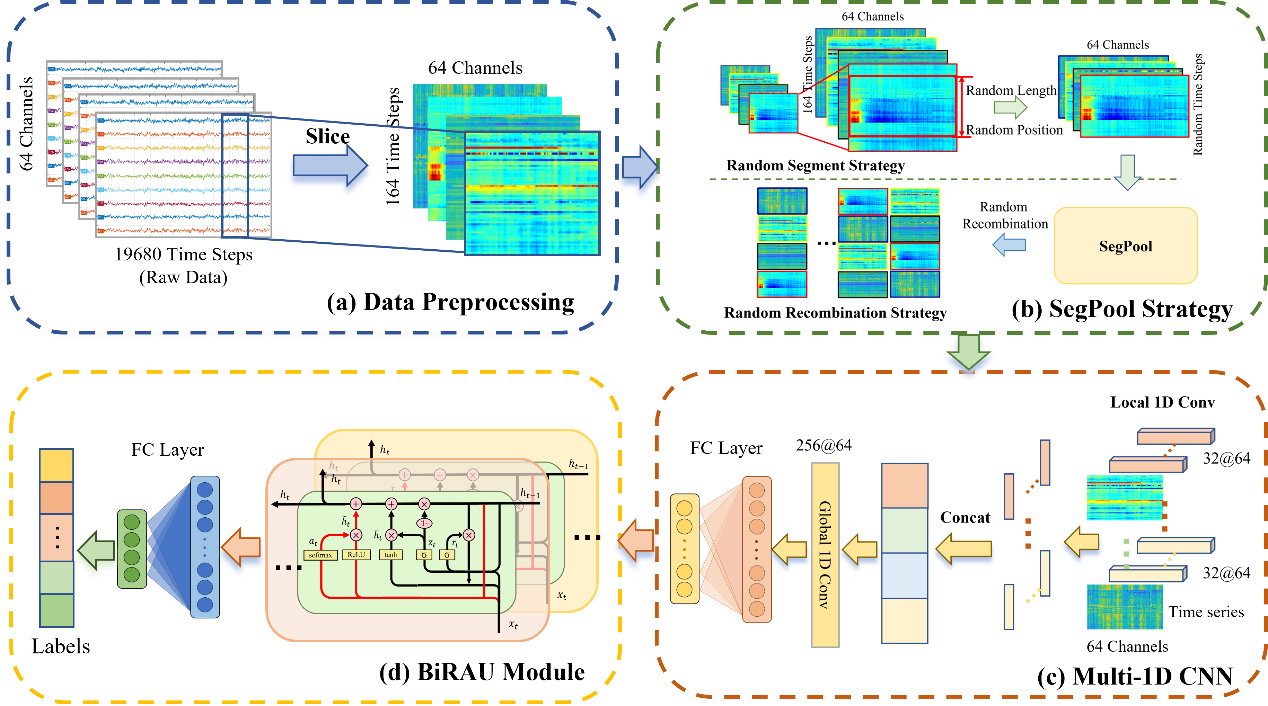 64 Channels
19680 Time Steps
(Raw Data)
Slice
64 Channels
164 Time Steps
(a) Data Preprocessing
64 Channels
164 Time Steps
Random Length
Random Position
64 Channels
Random Time Steps
Random Segment Strategy
Random
Recombination
SegPool
...
Random Recombination Strategy
(b) SegPool Strategy
Local 1D Conv
32@64
32@64
Time series
64 Channels
Concat
256@64
Global 1D Conv
FC Layer
(c) Multi-1D CNN
h_t
h_{t-1}
h_t
h_t
h_{t-1}
h̃_t
a_t
h̃_t
z_t
r_t
1-
softmax
ReLU
tanh
σ
σ
x_t
x_t
...
...
FC Layer
...
Labels
(d) BiRAU Module